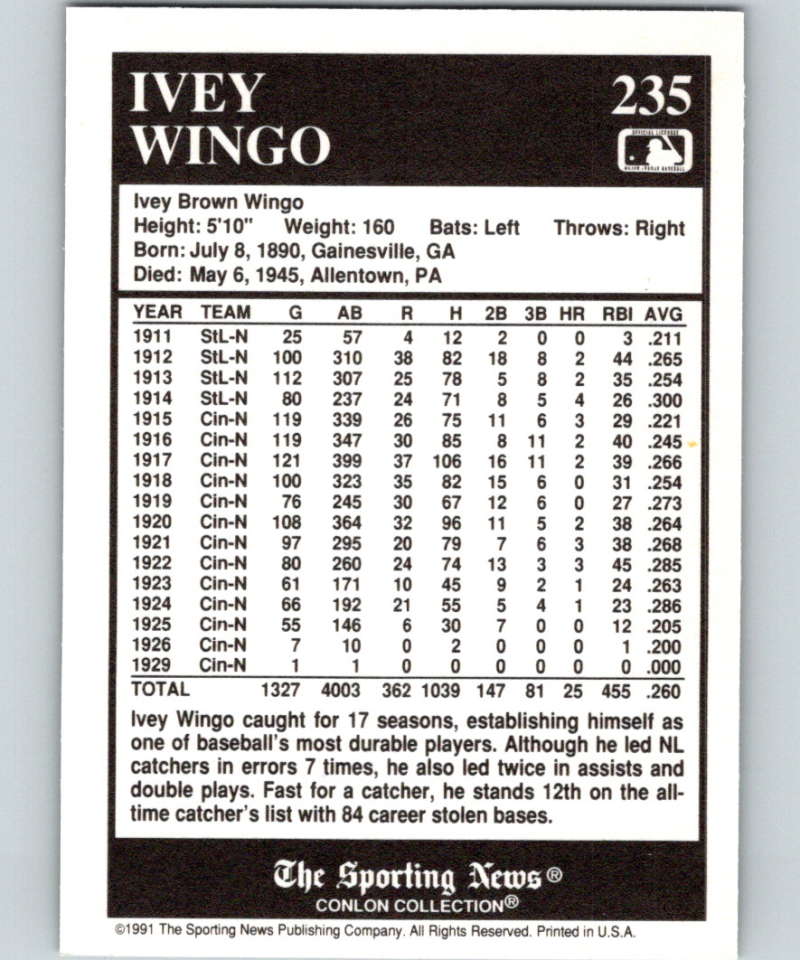 IVEY
WINGO
235
OFFICIAL LICENSEE
MAJOR LEAGUE BASEBALL
Ivey Brown Wingo
Height: 5'10" Weight: 160 Bats: Left Throws: Right
Born: July 8, 1890, Gainesville, GA
Died: May 6, 1945, Allentown, PA
YEAR TEAM G AB R H 2B 3B HR RBI AVG
1911 StL-N 25 57 4 12 2 0 0 3 .211
1912 StL-N 100 310 38 82 18 8 2 44 .265
1913 StL-N 112 307 25 78 5 8 2 35 .254
1914 StL-N 80 237 24 71 8 5 4 26 .300
1915 Cin-N 119 339 26 75 11 6 3 29 .221
1916 Cin-N 119 347 30 85 8 11 2 40 .245
1917 Cin-N 121 399 37 106 16 11 2 39 .266
1918 Cin-N 100 323 35 82 15 6 0 31 .254
1919 Cin-N 76 245 30 67 12 6 0 27 .273
1920 Cin-N 108 364 32 96 11 5 2 38 .264
1921 Cin-N 97 295 20 79 7 6 3 38 .268
1922 Cin-N 80 260 24 74 13 3 3 45 .285
1923 Cin-N 61 171 10 45 9 2 1 24 .263
1924 Cin-N 66 192 21 55 5 4 1 23 .286
1925 Cin-N 55 146 6 30 7 0 0 12 .205
1926 Cin-N 7 10 0 2 0 0 0 1 .200
1929 Cin-N 1 1 0 0 0 0 0 0 .000
TOTAL 1327 4003 362 1039 147 81 25 455 .260
Ivey Wingo caught for 17 seasons, establishing himself as
one of baseball's most durable players. Although he led NL
catchers in errors 7 times, he also led twice in assists and
double plays. Fast for a catcher, he stands 12th on the all-
time catcher's list with 84 career stolen bases.
The Sporting News®
CONLON COLLECTION®
©1991 The Sporting News Publishing Company. All Rights Reserved. Printed in U.S.A.